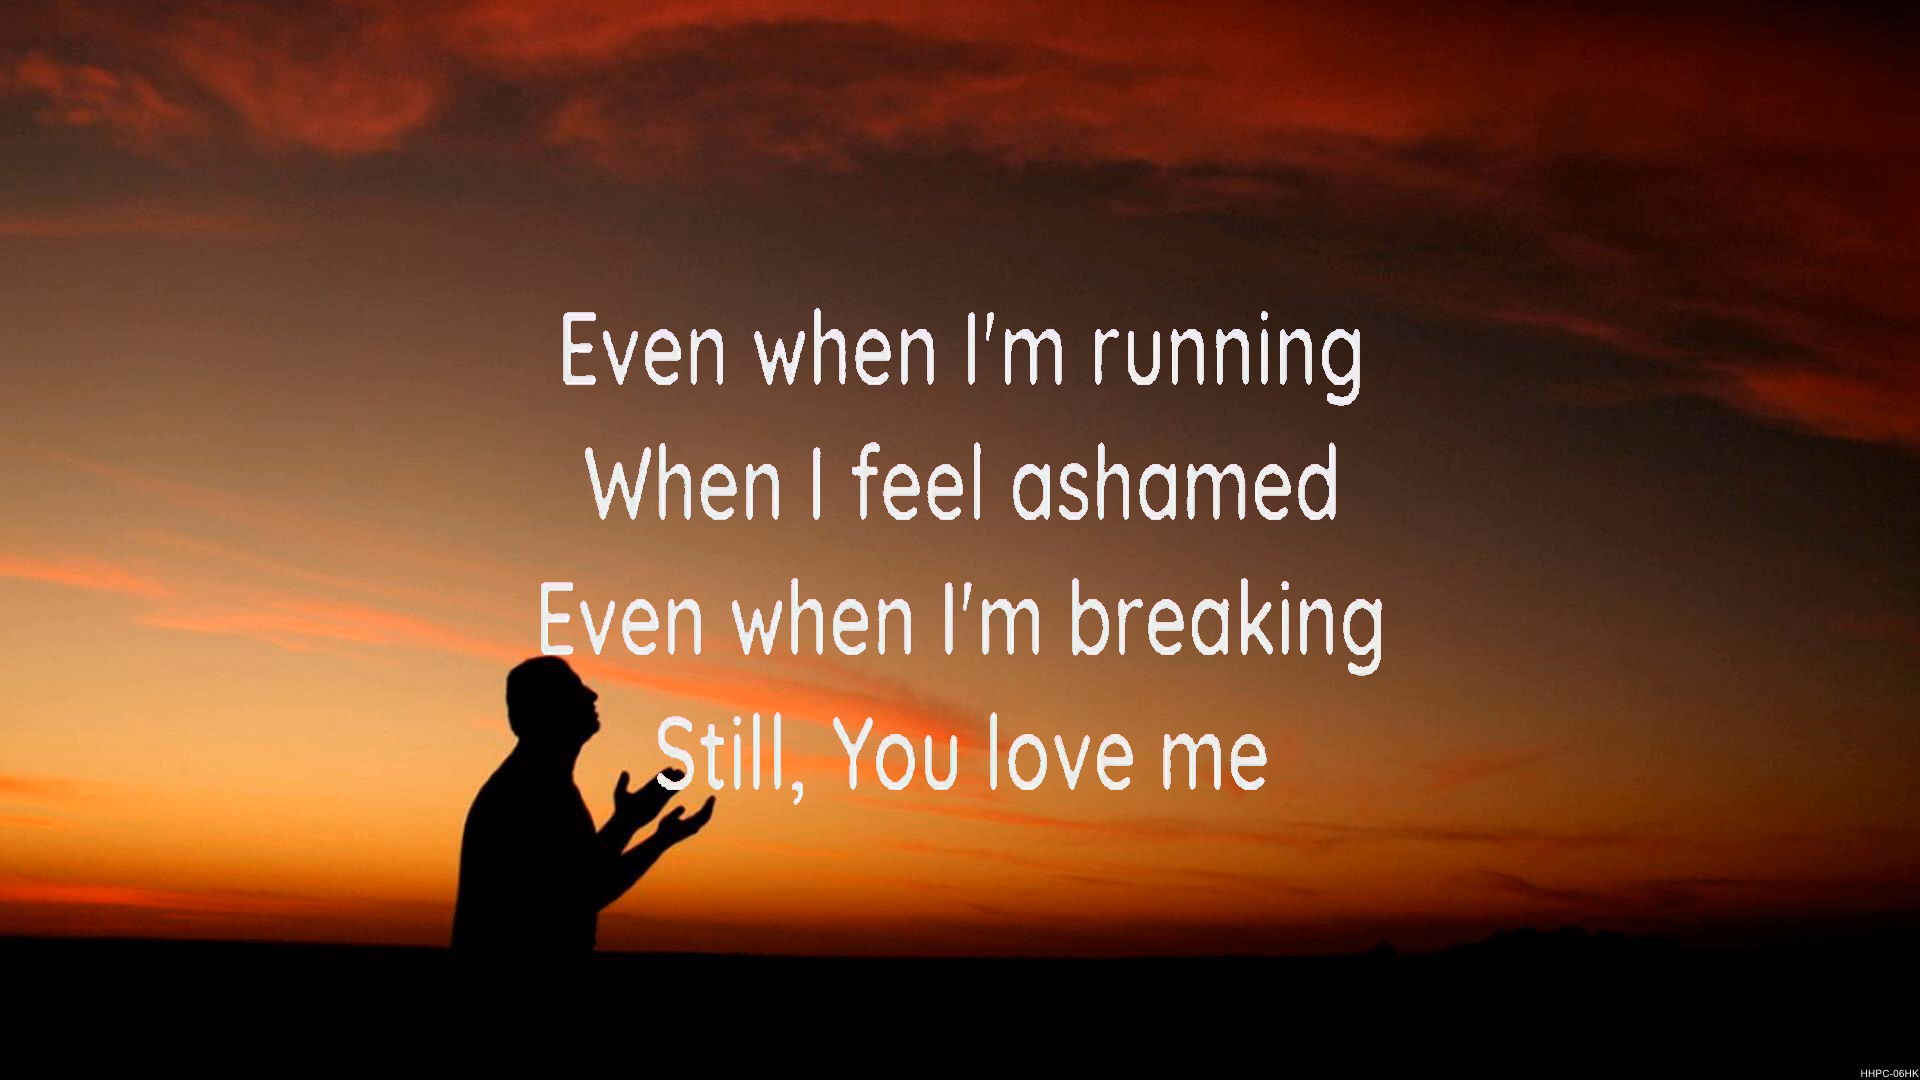 Even when I'm running
When I feel ashamed
Even when I'm breaking
Still, You love me
HHPC-06HK